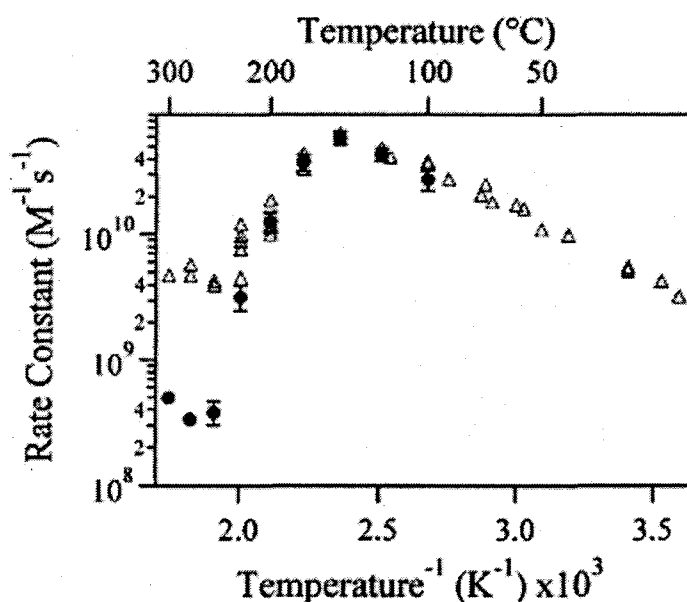 Temperature (°C)
300 200 100 50
Rate Constant (M⁻¹s⁻¹)
4
2
10¹⁰
4
2
10⁹
4
2
10⁸
2.0 2.5 3.0 3.5
Temperature⁻¹ (K⁻¹) x10³